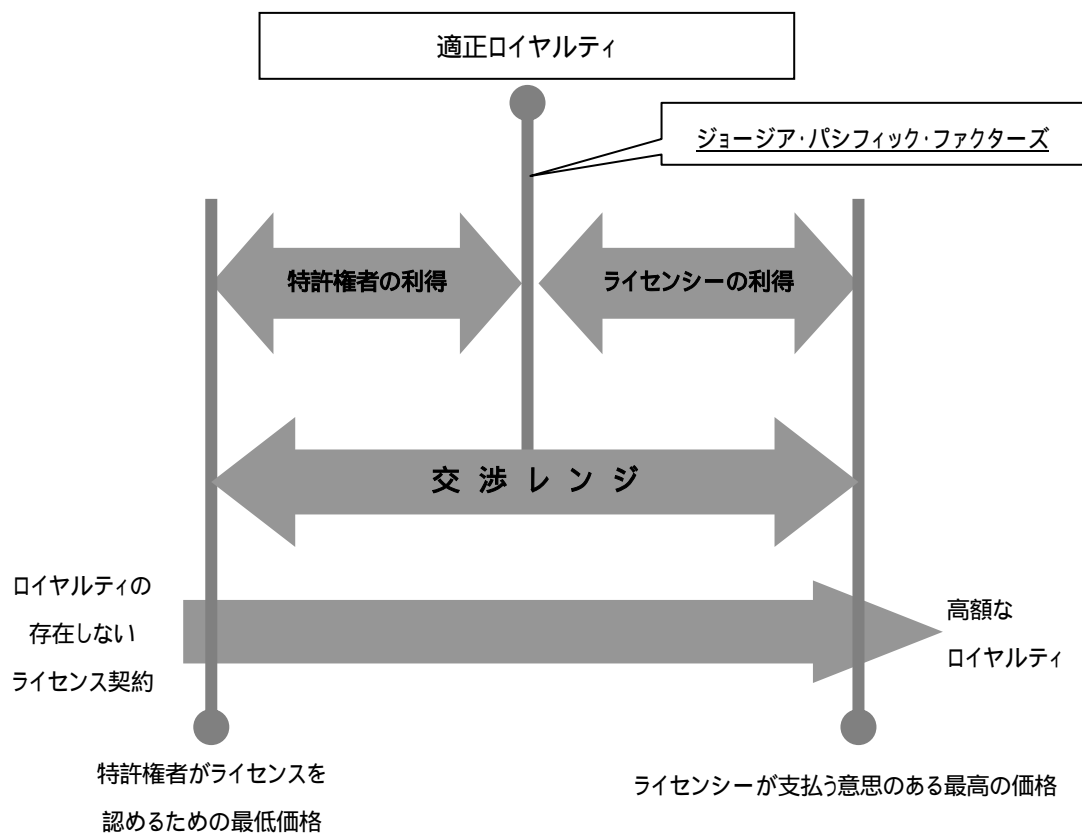 適正ロイヤルティ
ジョージア・パシフィック・ファクターズ
特許権者の利得
ライセンシーの利得
交渉レンジ
ロイヤルティの
存在しない
ライセンス契約
高額な
ロイヤルティ
特許権者がライセンスを
認めるための最低価格
ライセンシーが支払う意思のある最高の価格